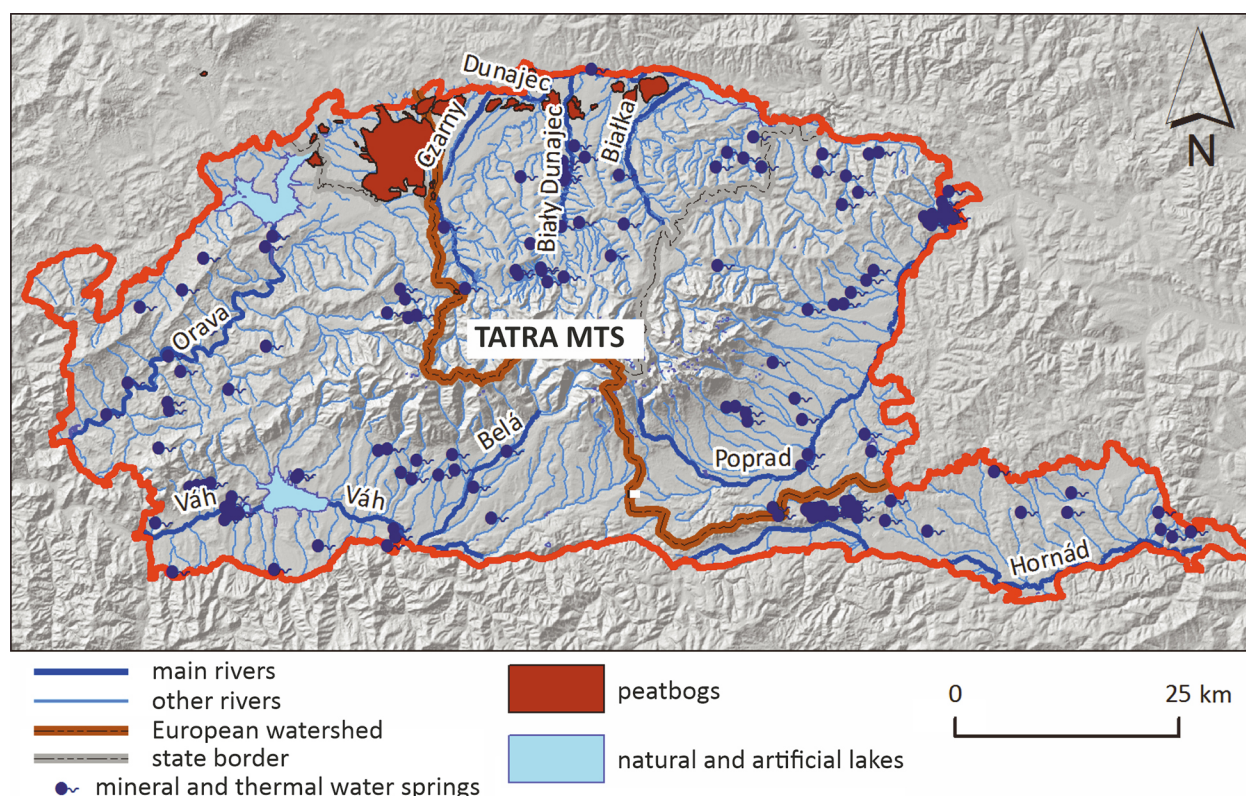 Dunajec
Czarny
Biały Dunajec
Białka
N
Orava
TATRA MTS
Belá
Poprad
Váh
Váh
Hornád
main rivers
other rivers
European watershed
state border
mineral and thermal water springs
peatbogs
natural and artificial lakes
0 25 km